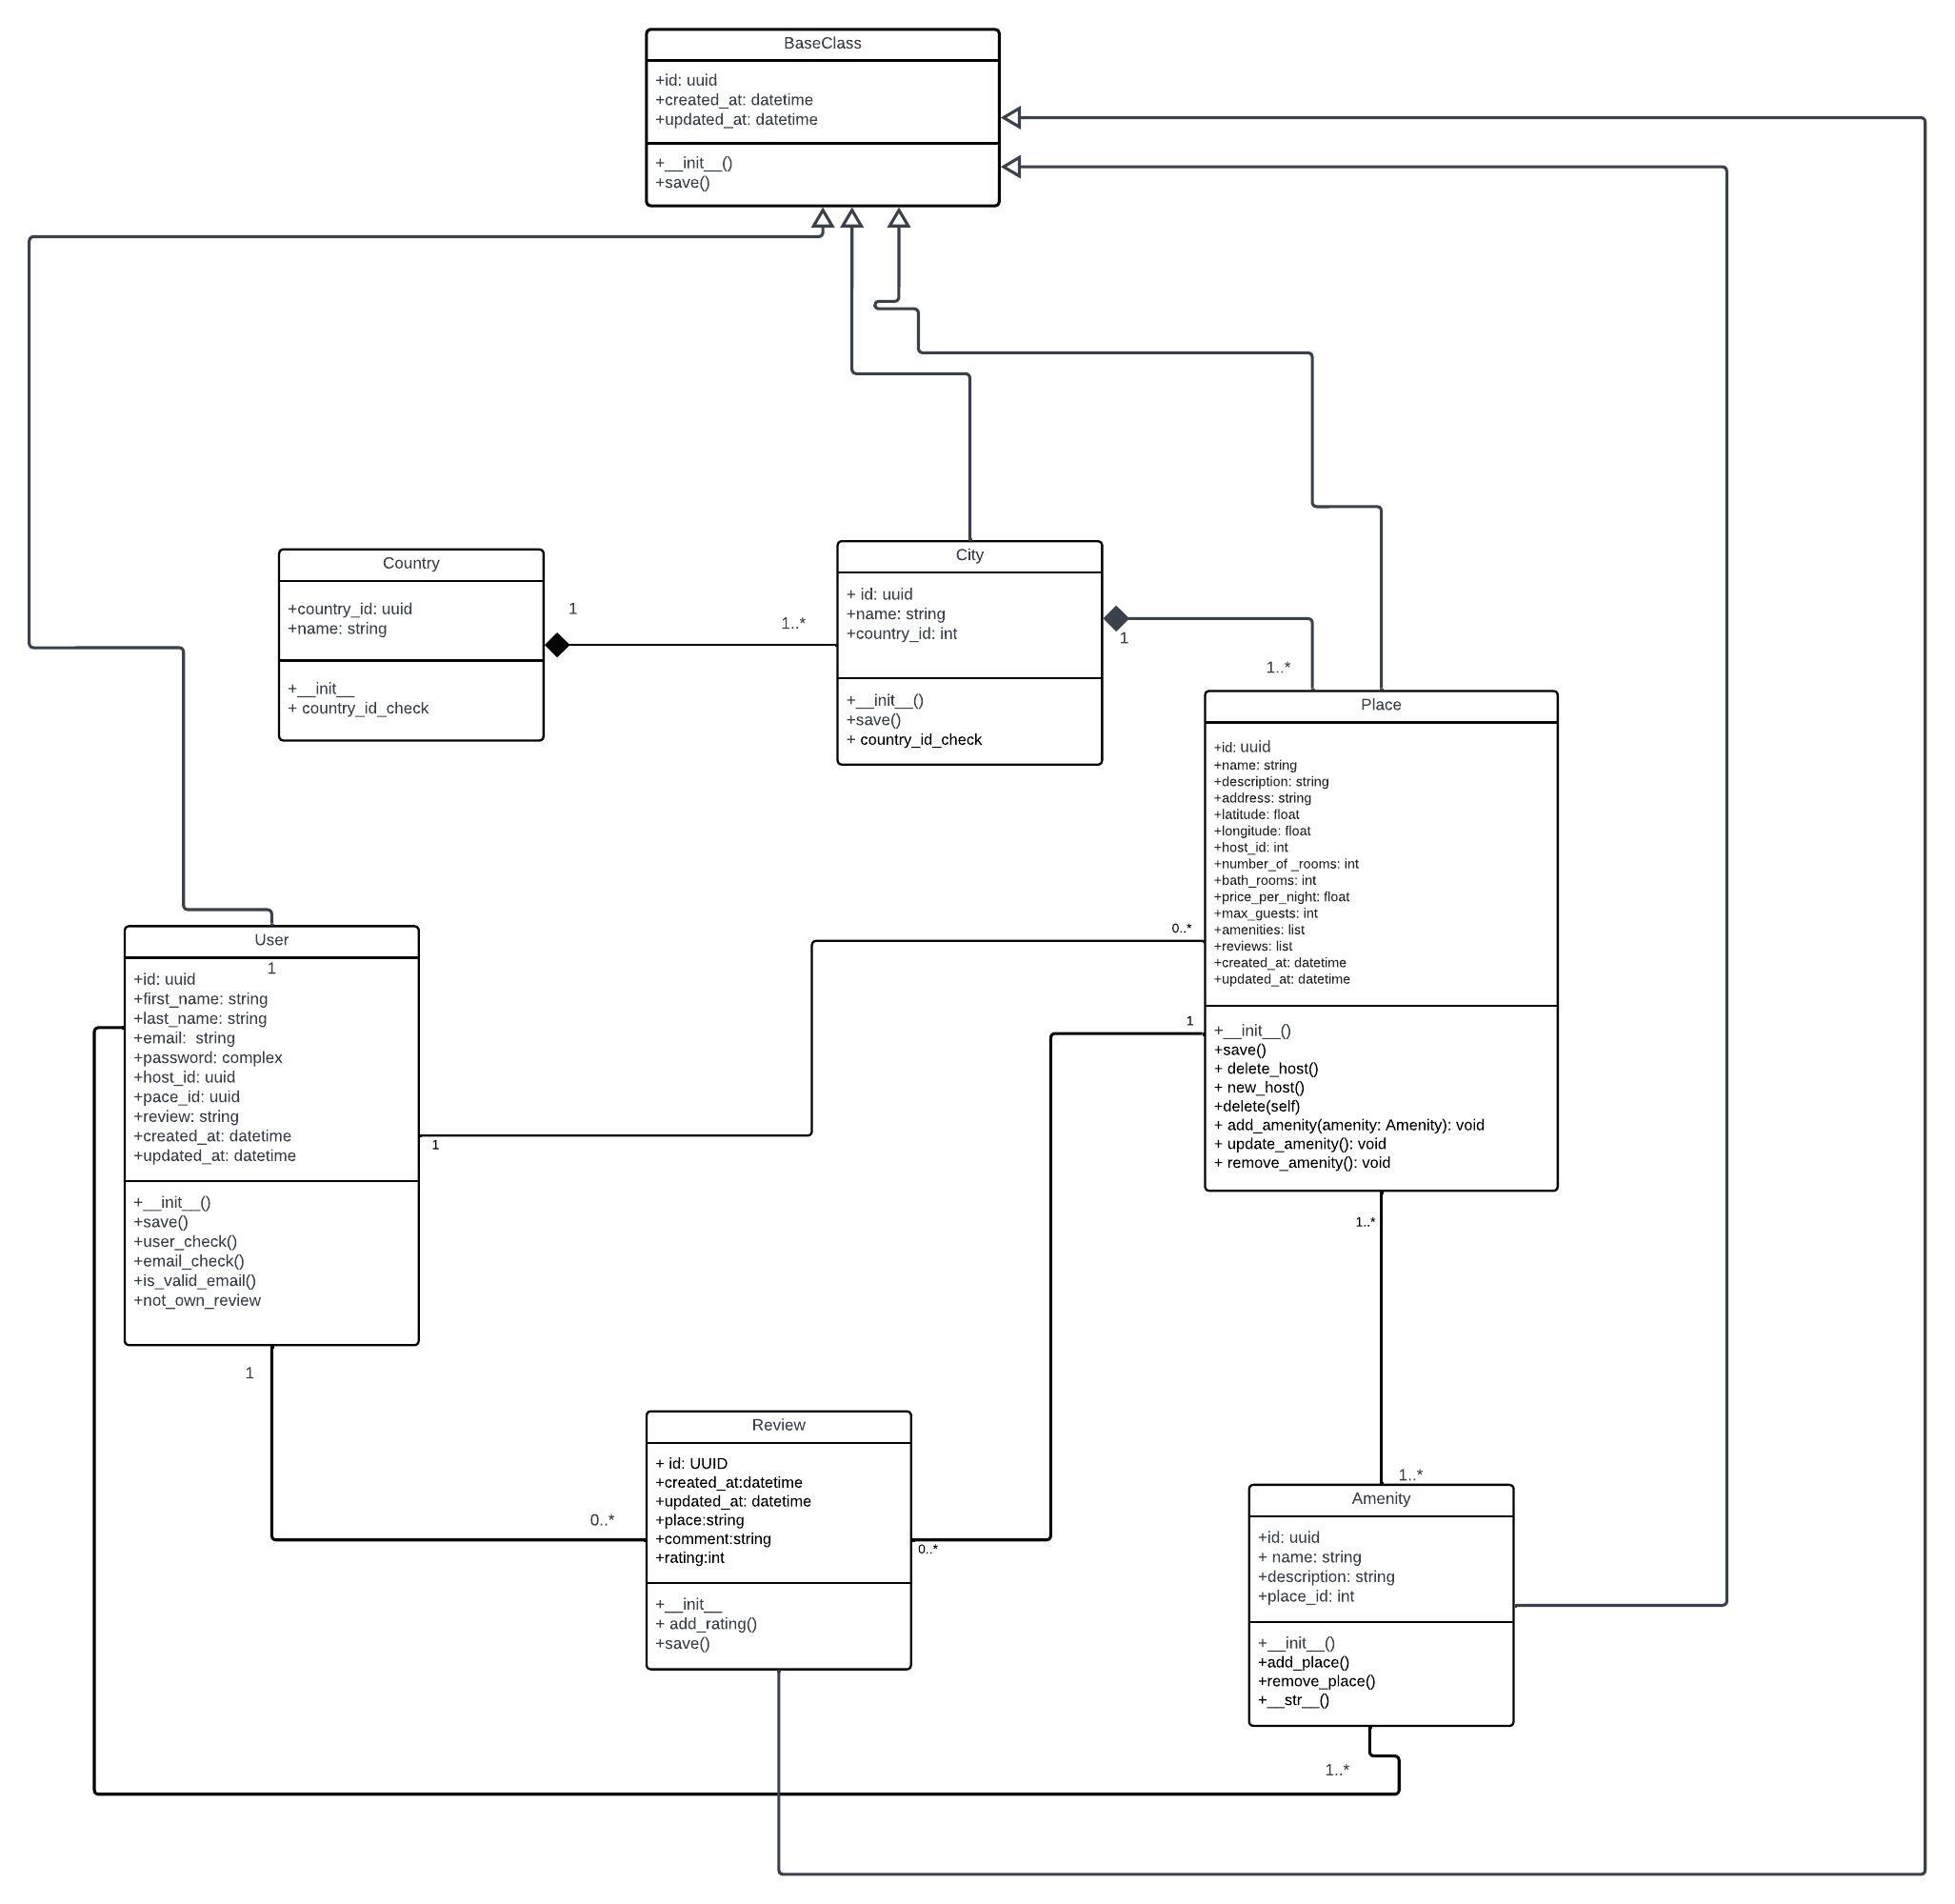 BaseClass
+id: uuid
+created_at: datetime
+updated_at: datetime
+__init__()
+save()
Country
+country_id: uuid
+name: string
+__init__
+ country_id_check
1
1..*
City
+ id: uuid
+name: string
+country_id: int
+__init__()
+save()
+ country_id_check
1
1..*
Place
+id: uuid
+name: string
+description: string
+address: string
+latitude: float
+longitude: float
+host_id: int
+number_of _rooms: int
+bath_rooms: int
+price_per_night: float
+max_guests: int
+amenities: list
+reviews: list
+created_at: datetime
+updated_at: datetime
+__init__()
+save()
+ delete_host()
+ new_host()
+delete(self)
+ add_amenity(amenity: Amenity): void
+ update_amenity(): void
+ remove_amenity(): void
0..*
1
1..*
User
1
+id: uuid
+first_name: string
+last_name: string
+email:  string
+password: complex
+host_id: uuid
+pace_id: uuid
+review: string
+created_at: datetime
+updated_at: datetime
+__init__()
+save()
+user_check()
+email_check()
+is_valid_email()
+not_own_review
1
1
0..*
Review
+ id: UUID
+created_at:datetime
+updated_at: datetime
+place:string
+comment:string
+rating:int
+__init__
+ add_rating()
+save()
0..*
1..*
Amenity
+id: uuid
+ name: string
+description: string
+place_id: int
+__init__()
+add_place()
+remove_place()
+__str__()
1..*